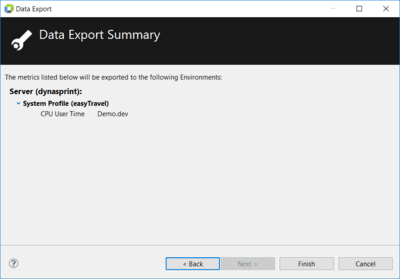 Data Export
Data Export Summary
The metrics listed below will be exported to the following Environments:
Server (dynasprint):
System Profile (easyTravel)
CPU User Time Demo.dev
< Back Next > Finish Cancel